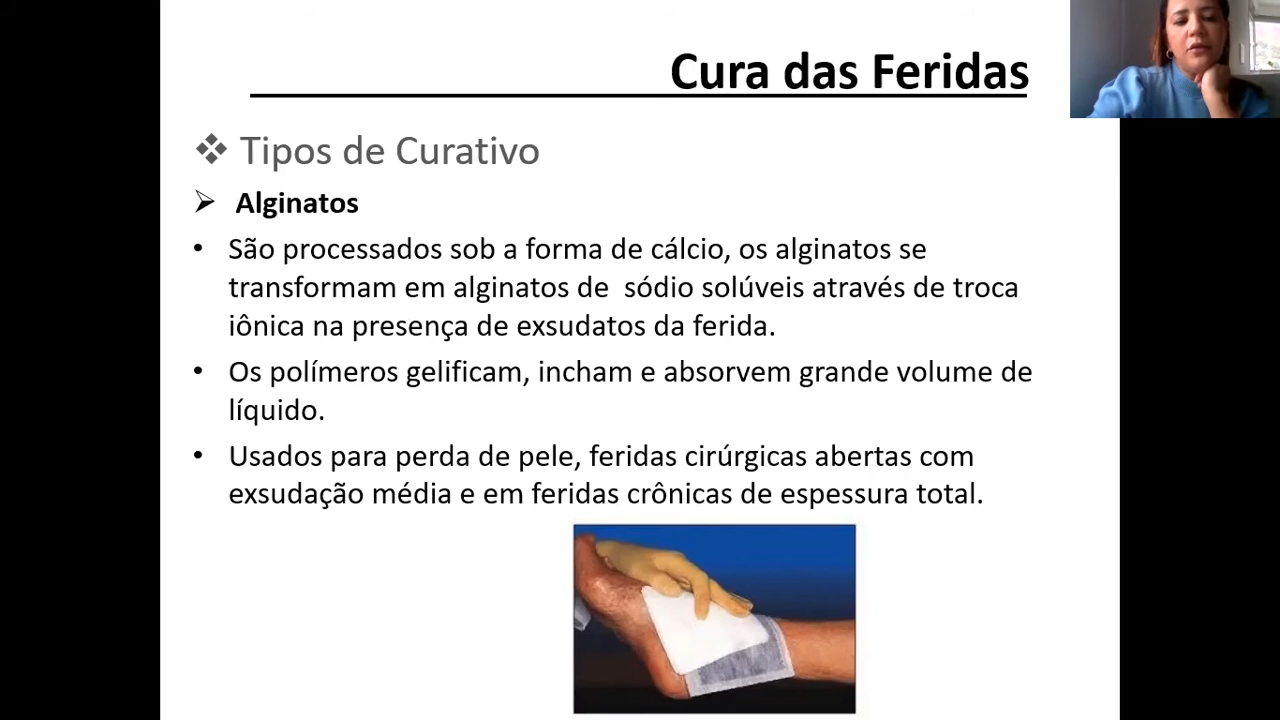 Cura das Feridas
Tipos de Curativo
Alginatos
São processados sob a forma de cálcio, os alginatos se
transformam em alginatos de sódio solúveis através de troca
iônica na presença de exsudatos da ferida.
Os polímeros gelificam, incham e absorvem grande volume de
líquido.
Usados para perda de pele, feridas cirúrgicas abertas com
exsudação média e em feridas crônicas de espessura total.